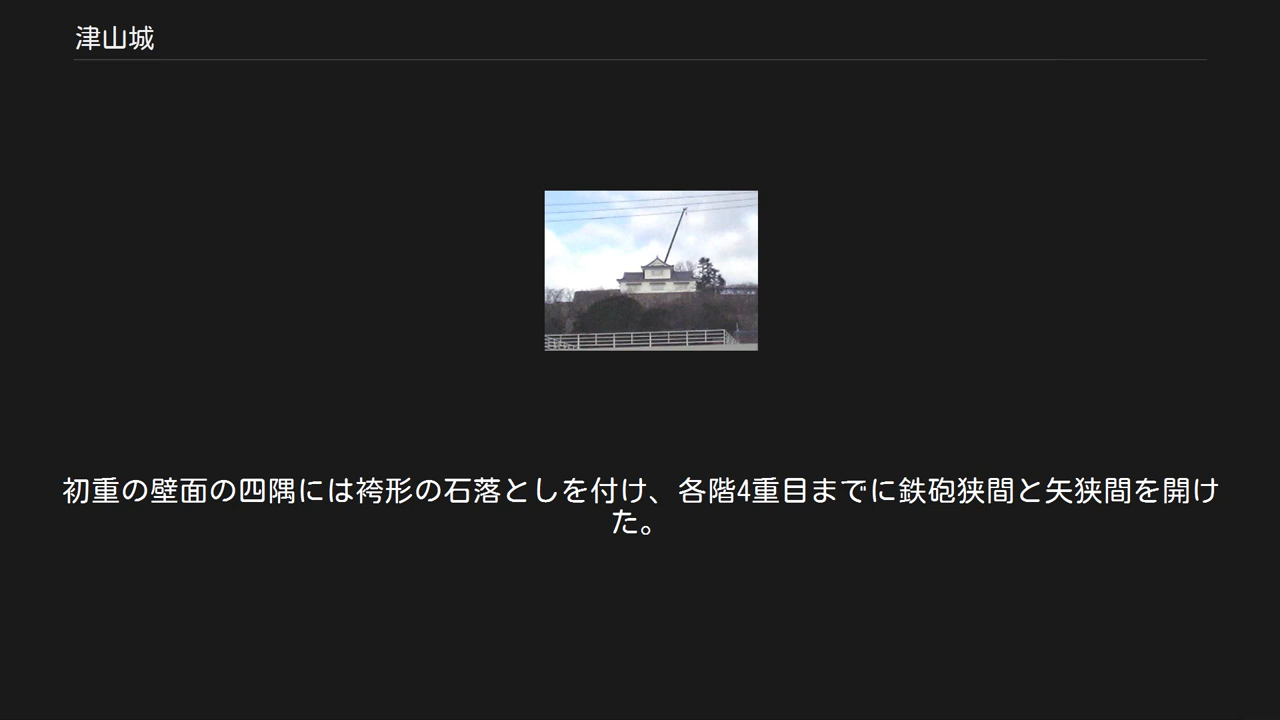 津山城
初重の壁面の四隅には袴形の石落としを付け、各階4重目までに鉄砲狭間と矢狭間を開け
た。